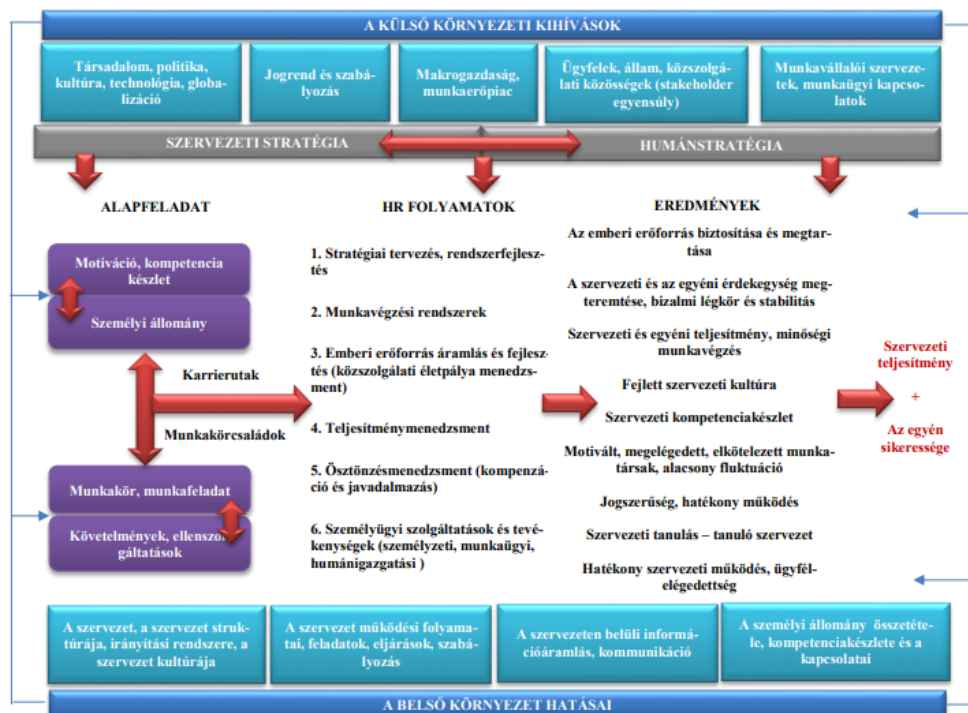 A KÜLSŐ KÖRNYEZETI KIHÍVÁSOK
Társadalom, politika,
kultúra, technológia, globa-
lizáció
Jogrend és szabá-
lyozás
Makrogazdaság,
munkaerőpiac
Ügyfelek, állam, közszolgá-
lati közösségek (stakeholder
egyensúly)
Munkavállalói szerveze-
tek, munkaügyi kapcso-
latok
SZERVEZETI STRATÉGIA
HUMÁNSTRATÉGIA
ALAPFELADAT
Motiváció, kompetencia
készlet
Személyi állomány
Karrierutak
Munkakörcsaládok
Munkakör, munkafeladat
Követelmények, ellenszol
gáltatások
HR FOLYAMATOK
1. Stratégiai tervezés, rendszerfejlesz-
tés
2. Munkavégzési rendszerek
3. Emberi erőforrás áramlás és fejlesz-
tés (közszolgálati életpálya menedzs-
ment)
4. Teljesítménymenedzsment
5. Ösztönzésmenedzsment (kompenzá-
ció és javadalmazás)
6. Személyügyi szolgáltatások és tevé-
kenységek (személyzeti, munkaügyi,
humánigazgatási )
EREDMÉNYEK
Az emberi erőforrás biztosítása és megtar-
tása
A szervezeti és az egyéni érdekegység meg-
teremtése, bizalmi légkör és stabilitás
Szervezeti és egyéni teljesítmény, minőségi
munkavégzés
Fejlett szervezeti kultúra
Szervezeti kompetenciakészlet
Motivált, megelégedett, elkötelezett munka-
társak, alacsony fluktuáció
Jogszerűség, hatékony működés
Szervezeti tanulás – tanuló szervezet
Hatékony szervezeti működés, ügyfél-
elégedettség
Szervezeti
teljesítmény
+
Az egyén
sikeressége
A szervezet, a szervezet struk-
túrája, irányítási rendszere, a
szervezet kultúrája
A szervezet működési folyama-
tai, feladatok, eljárások, szabá-
lyozás
A szervezeten belüli informá-
cióáramlás, kommunikáció
A személyi állomány összetéte-
le, kompetenciakészlete és a
kapcsolatai
A BELSŐ KÖRNYEZET HATÁSAI